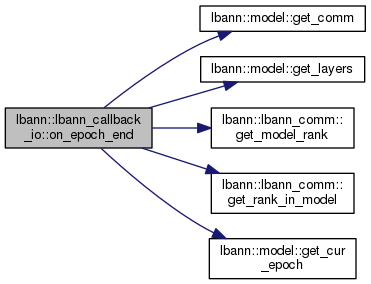 lbann::model::get_comm
lbann::model::get_layers
lbann::lbann_callback
_io::on_epoch_end
lbann::lbann_comm::
get_model_rank
lbann::lbann_comm::
get_rank_in_model
lbann::model::get_cur
_epoch